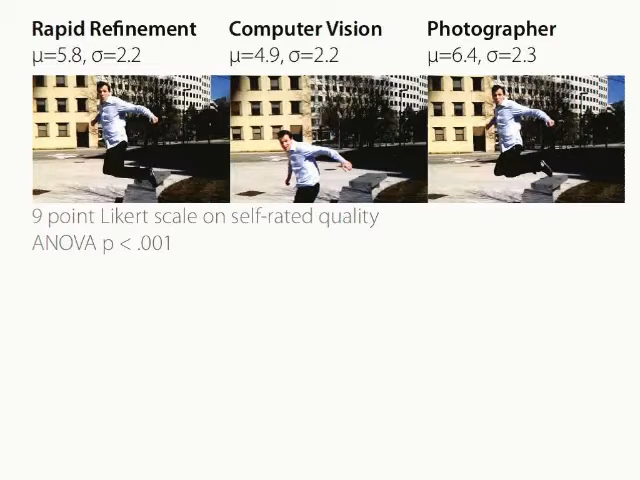 Rapid Refinement Computer Vision Photographer
μ=5.8, σ=2.2 μ=4.9, σ=2.2 μ=6.4, σ=2.3
9 point Likert scale on self-rated quality
ANOVA p < .001